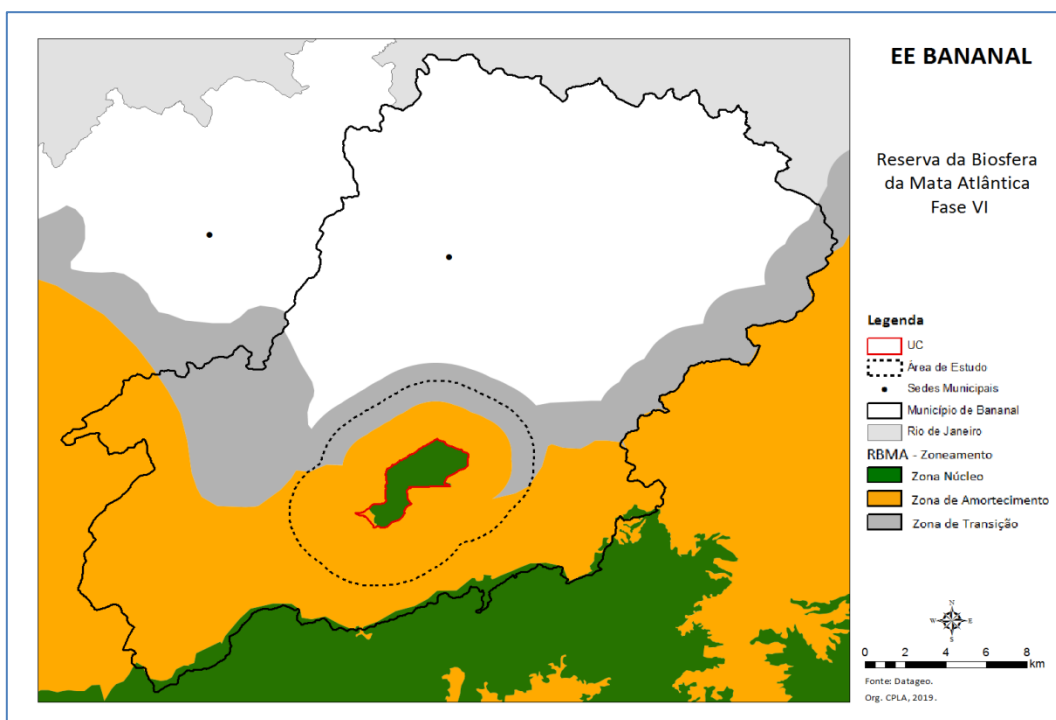 EE BANANAL
Reserva da Biosfera
da Mata Atlântica
Fase VI
Legenda
UC
Área de Estudo
Sedes Municipais
Município de Bananal
Rio de Janeiro
RBMA - Zoneamento
Zona Núcleo
Zona de Amortecimento
Zona de Transição
N
W E
S
0 2 4 6 8
km
Fonte: Datageo.
Org. CPLA, 2019.